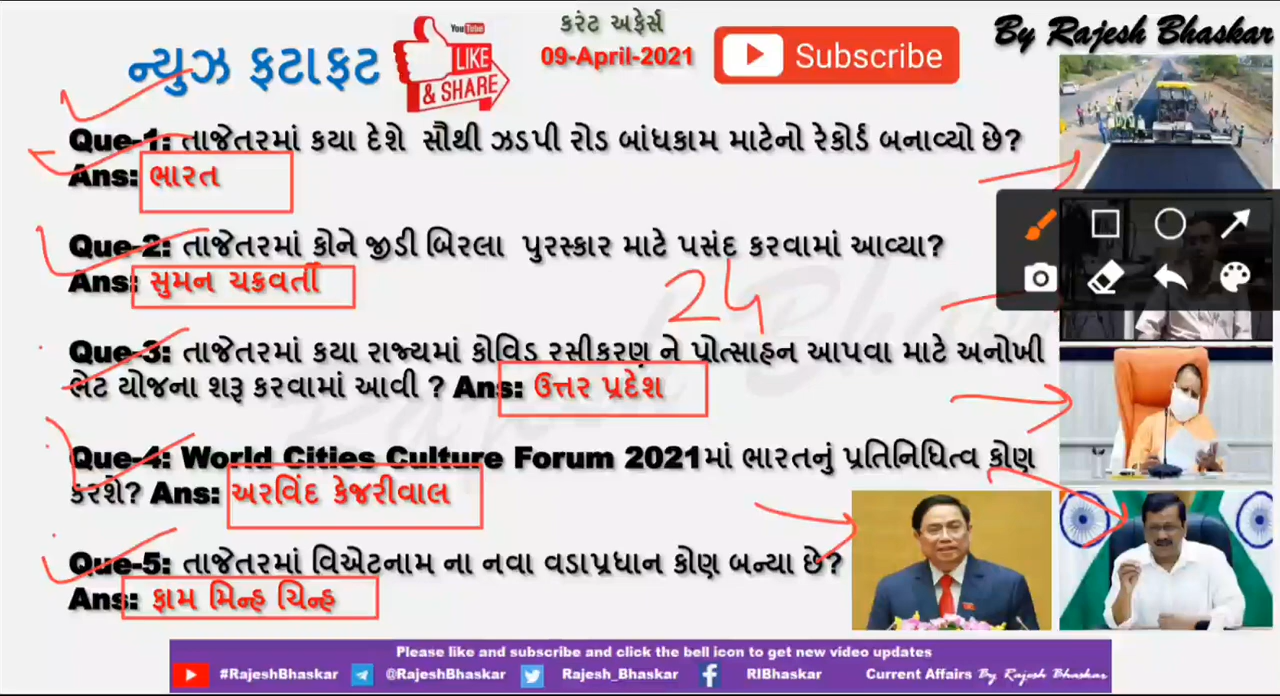 ન્યુઝ ફટાફટ
YouTube
LIKE
& SHARE
કરંટ અફેર્સ
09-April-2021
Subscribe
By Rajesh Bhaskar
Que-1: તાજેતરમાં કયા દેશે સૌથી ઝડપી રોડ બાંધકામ માટેનો રેકોર્ડ બનાવ્યો છે?
Ans: ભારત
Que-2: તાજેતરમાં કોને જીડી બિરલા પુરસ્કાર માટે પસંદ કરવામાં આવ્યા?
Ans: સુમન ચક્રવર્તી
24
Que-3: તાજેતરમાં કયા રાજ્યમાં કોવિડ રસીકરણ ને પ્રોત્સાહન આપવા માટે અનોખી
ભેટ યોજના શરૂ કરવામાં આવી ? Ans: ઉત્તર પ્રદેશ
Que-4: World Cities Culture Forum 2021માં ભારતનું પ્રતિનિધિત્વ કોણ
કરશે? Ans: અરવિંદ કેજરીવાલ
Que-5: તાજેતરમાં વિએટનામ ના નવા વડાપ્રધાન કોણ બન્યા છે?
Ans: ફામ મિન્હ ચિન્હ
Rajesh Bhaskar
Please like and subscribe and click the bell icon to get new video updates
#RajeshBhaskar @RajeshBhaskar Rajesh_Bhaskar RIBhaskar Current Affairs By Rajesh Bhaskar